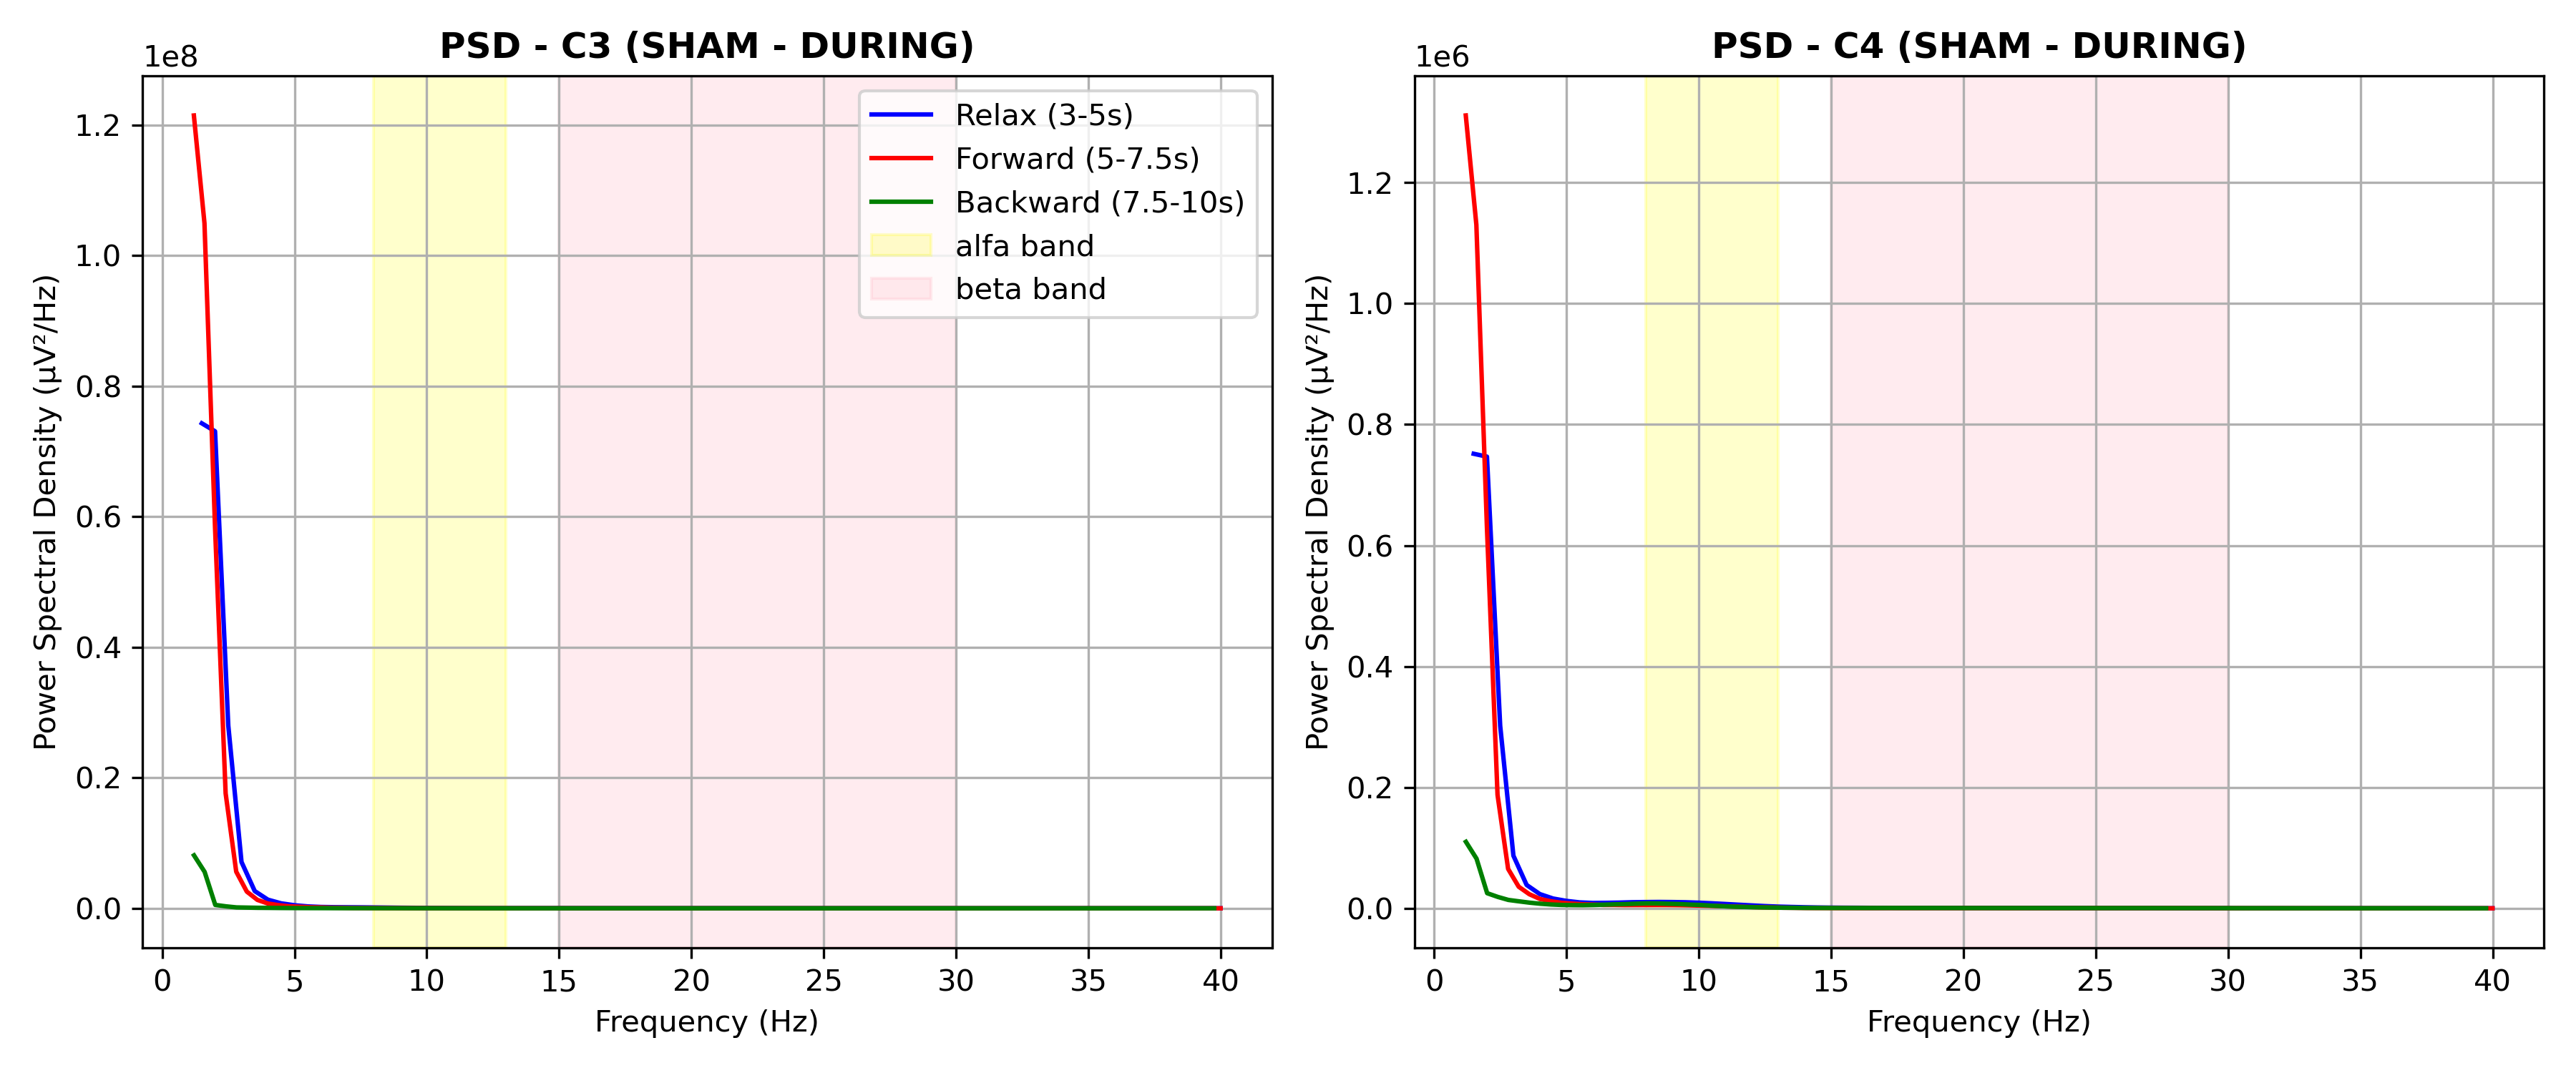 PSD - C3 (SHAM - DURING)
1e8
Power Spectral Density (µV²/Hz)
1.2
1.0
0.8
0.6
0.4
0.2
0.0
0 5 10 15 20 25 30 35 40
Frequency (Hz)
Relax (3-5s)
Forward (5-7.5s)
Backward (7.5-10s)
alfa band
beta band
PSD - C4 (SHAM - DURING)
1e6
Power Spectral Density (µV²/Hz)
1.2
1.0
0.8
0.6
0.4
0.2
0.0
0 5 10 15 20 25 30 35 40
Frequency (Hz)